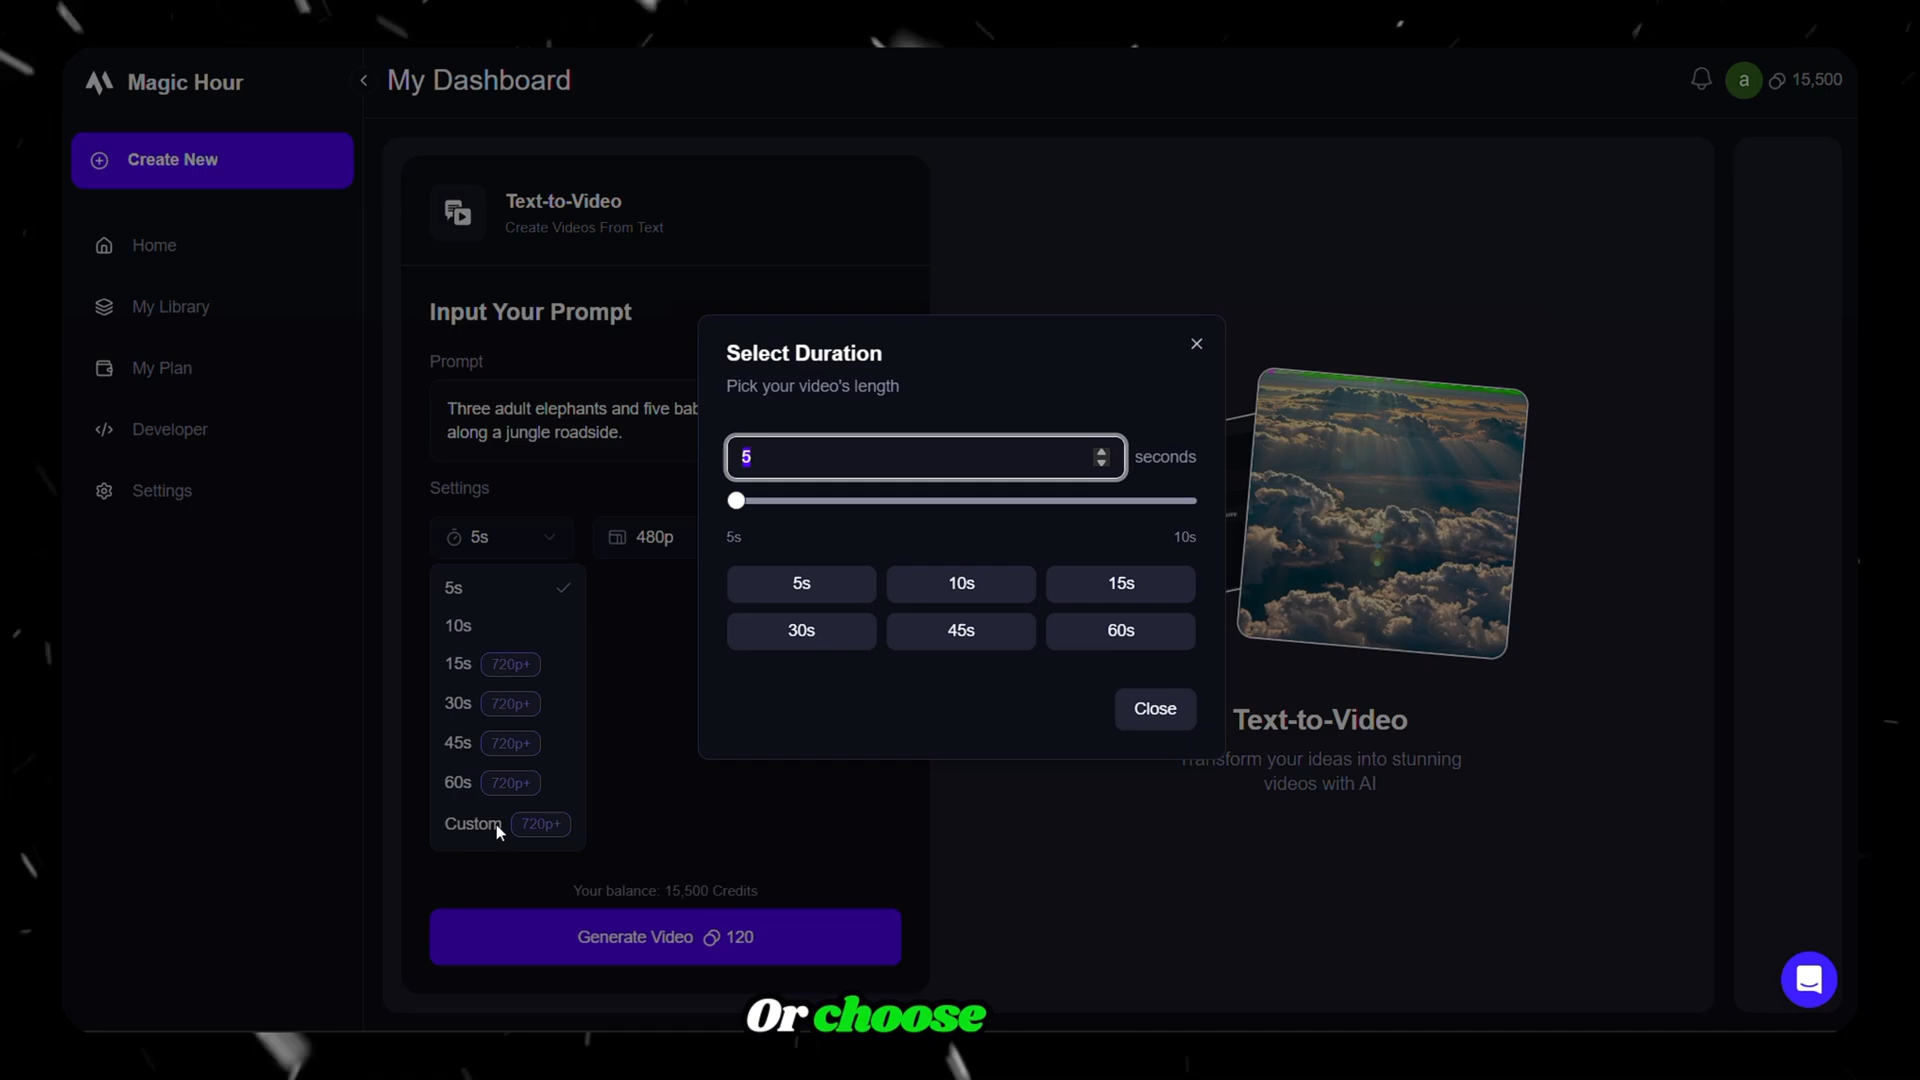 Magic Hour
My Dashboard
a
15,500
Create New
Home
My Library
My Plan
Developer
Settings
Text-to-Video
Create Videos From Text
Input Your Prompt
Prompt
Three adult elephants and five bab
along a jungle roadside.
Settings
5s
480p
5s
10s
15s 720p+
30s 720p+
45s 720p+
60s 720p+
Custom 720p+
Your balance: 15,500 Credits
Generate Video 120
Select Duration
Pick your video's length
5
seconds
5s
10s
5s 10s 15s
30s 45s 60s
Close
Text-to-Video
Transform your ideas into stunning
videos with AI
Or choose